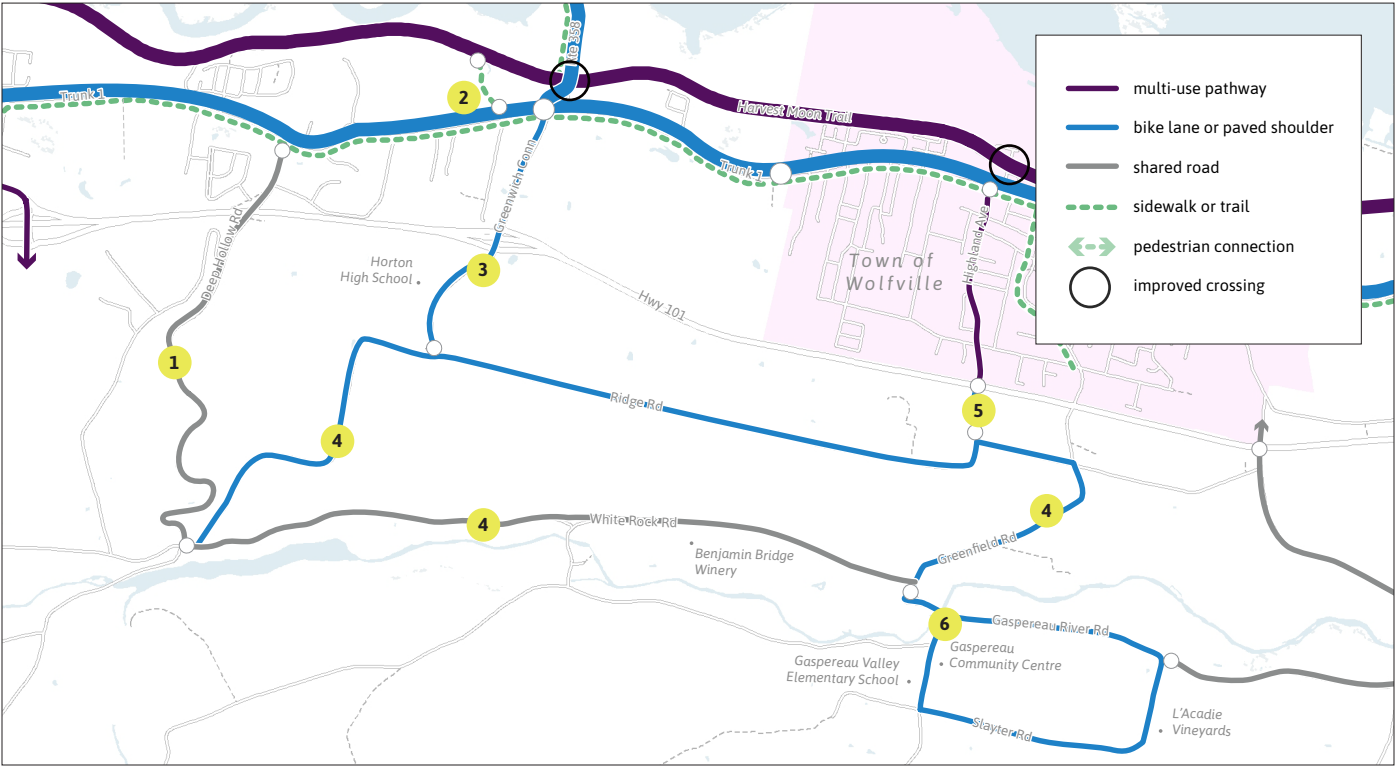 Rte 358
Trunk 1
2
Harvest Moon Trail
multi-use pathway
bike lane or paved shoulder
shared road
sidewalk or trail
pedestrian connection
improved crossing
Greenwich Conn
Trunk 1
Deep Hollow Rd
Highland Ave
Horton
High School
3
Town of
Wolfville
Hwy 101
1
Ridge Rd
5
4
4
4
White Rock Rd
Greenfield Rd
Benjamin Bridge
Winery
6
Gaspereau River Rd
Gaspereau
Community Centre
Gaspereau Valley
Elementary School
Slayter Rd
L'Acadie
Vineyards